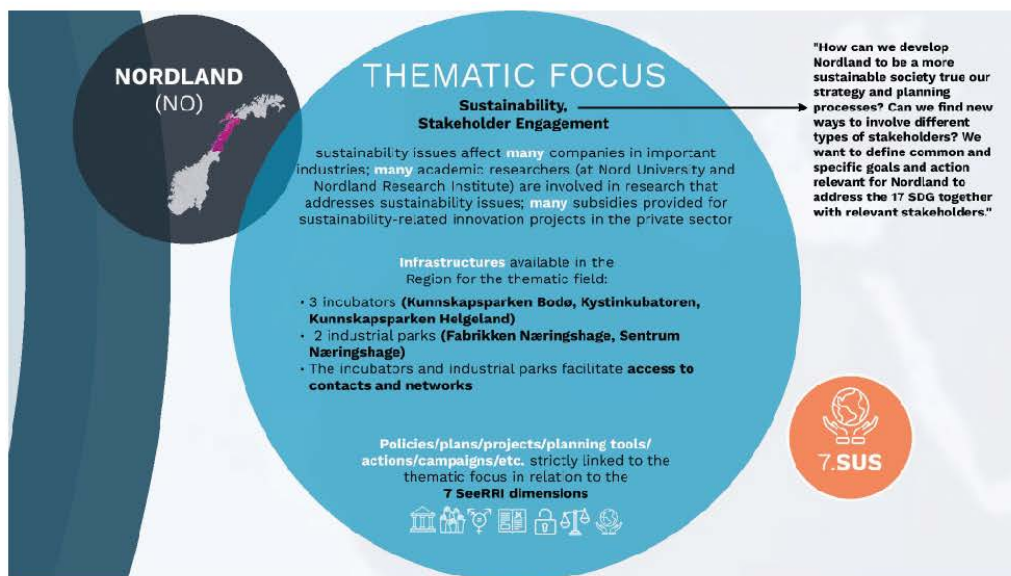 NORDLAND
(NO)
THEMATIC FOCUS
Sustainability,
Stakeholder Engagement
sustainability issues affect many companies in important
industries; many academic researchers (at Nord University and
Nordland Research Institute) are involved in research that
addresses sustainability issues; many subsidies provided for
sustainability-related innovation projects in the private sector
Infrastructures available in the
Region for the thematic field:
• 3 incubators (Kunnskapsparken Bodø, Kystinkubatoren,
Kunnskapsparken Helgeland)
• 2 industrial parks (Fabrikken Næringshage, Sentrum
Næringshage)
• The incubators and industrial parks facilitate access to
contacts and networks
Policies/plans/projects/planning tools/
actions/campaigns/etc. strictly linked to the
thematic focus in relation to the
7 SeeRRI dimensions
"How can we develop
Nordland to be a more
sustainable society true our
strategy and planning
processes? Can we find new
ways to involve different
types of stakeholders? We
want to define common and
specific goals and action
relevant for Nordland to
address the 17 SDG together
with relevant stakeholders."
7.SUS